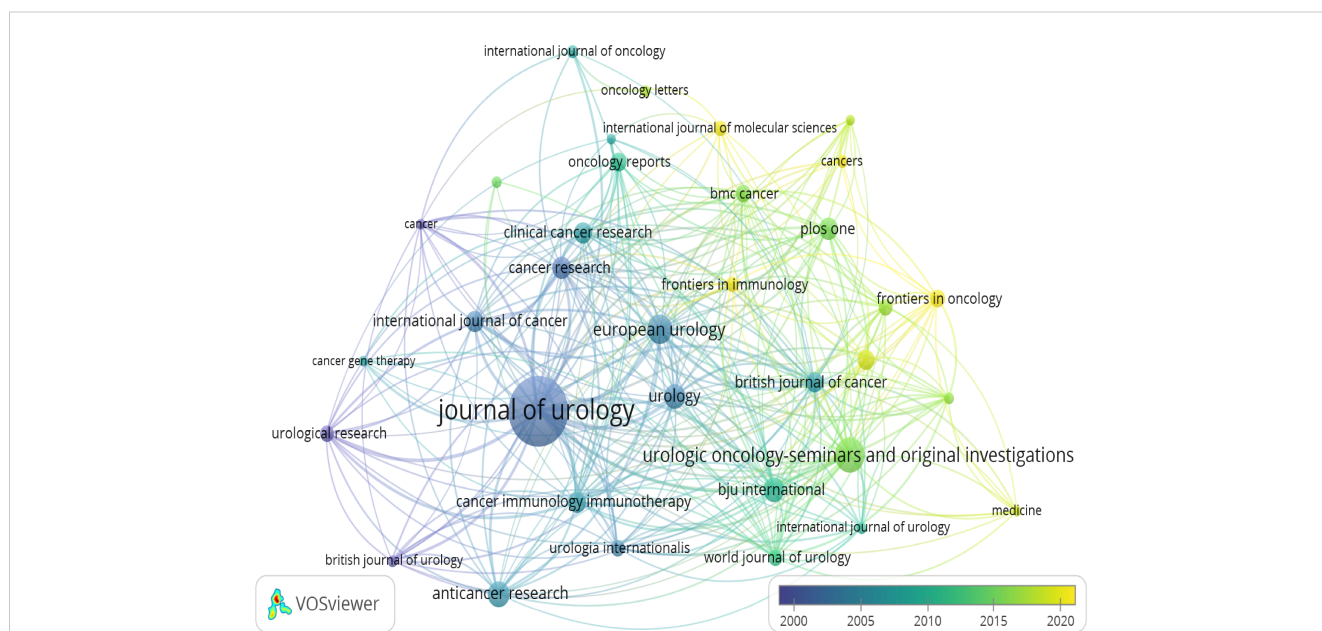 international journal of oncology
oncology letters
international journal of molecular sciences
oncology reports
cancers
bmc cancer
cancer
clinical cancer research
plos one
cancer research
frontiers in immunology
frontiers in oncology
international journal of cancer
european urology
cancer gene therapy
british journal of cancer
urology
journal of urology
urological research
urologic oncology-seminars and original investigations
bju international
cancer immunology immunotherapy
medicine
international journal of urology
urologia internationalis
world journal of urology
british journal of urology
anticancer research
VOSviewer
2000 2005 2010 2015 2020